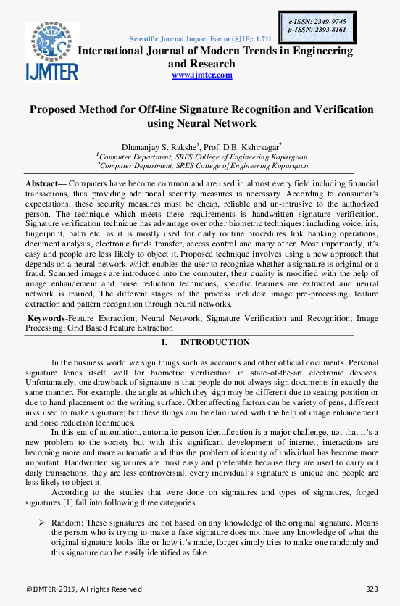 e-ISSN: 2349-9745
p-ISSN: 2393-8161
Scientific Journal Impact Factor (SJIF): 1.711
International Journal of Modern Trends in Engineering
and Research
www.ijmter.com
IJMTER
Proposed Method for Off-line Signature Recognition and Verification
using Neural Network
Dhananjay S. Rakshe1, Prof. D.B. Kshirsagar2
1Computer Department, SRES College of Engineering Kopargaon
2Computer Department, SRES College of Engineering Kopargaon
Abstract— Computers have become common and are used in almost every field including financial
transactions, thus providing additional security measures is necessary. According to consumer's
expectations, these security measures must be cheap, reliable and un-intrusive to the authorized
person. The technique which meets these requirements is handwritten signature verification.
Signature verification technique has advantage over other biometric techniques: including voice, iris,
fingerprint, palm etc. as it is mostly used for daily routine procedures like banking operations,
document analysis, electronic funds transfer, access control and many other. Most importantly, it's
easy and people are less likely to object it. Proposed technique involves using a new approach that
depends on a neural network which enables the user to recognize whether a signature is original or a
fraud. Scanned images are introduced into the computer, their quality is modified with the help of
image enhancement and noise reduction techniques, specific features are extracted and neural
network is trained, The different stages of the process includes: image pre-processing, feature
extraction and pattern recognition through neural networks.
Keywords-Feature Extraction; Neural Network; Signature Verification and Recognition; Image
Processing; Grid Based Feature Extraction
I. INTRODUCTION
In the business world we sign things such as accounts and other official documents. Personal
signature lends itself well for biometric verification in state-of-the-art electronic devices.
Unfortunately, one drawback of signature is that people do not always sign documents in exactly the
same manner. For example, the angle at which they sign may be different due to seating position or
due to hand placement on the writing surface. Other affecting factors can be variety of pens, different
inks used to make signature; but these things can be eliminated with the help of image enhancement
and noise reduction techniques.
In this era of automation, automatic person identification is a major challenge, not that it's a
new problem to the society but with this significant development of internet, interactions are
becoming more and more automatic and thus the problem of identity of individual has become more
important. Handwritten signatures are most easy and preferable because they are used to carry out
daily transactions, they are less controversial, every individual's signature is unique and people are
less likely to object it.
According to the studies that were done on signatures and types of signatures, forged
signatures [1] fall into following three categories
➢ Random: These signatures are not based on any knowledge of the original signature. Means
the person who is trying to make a fake signature does not have any knowledge of what the
original signature looks like or how it's made, forger simply tries to make one randomly and
this signature can be easily identified as fake.
©IJMTER-2015, All rights Reserved 323